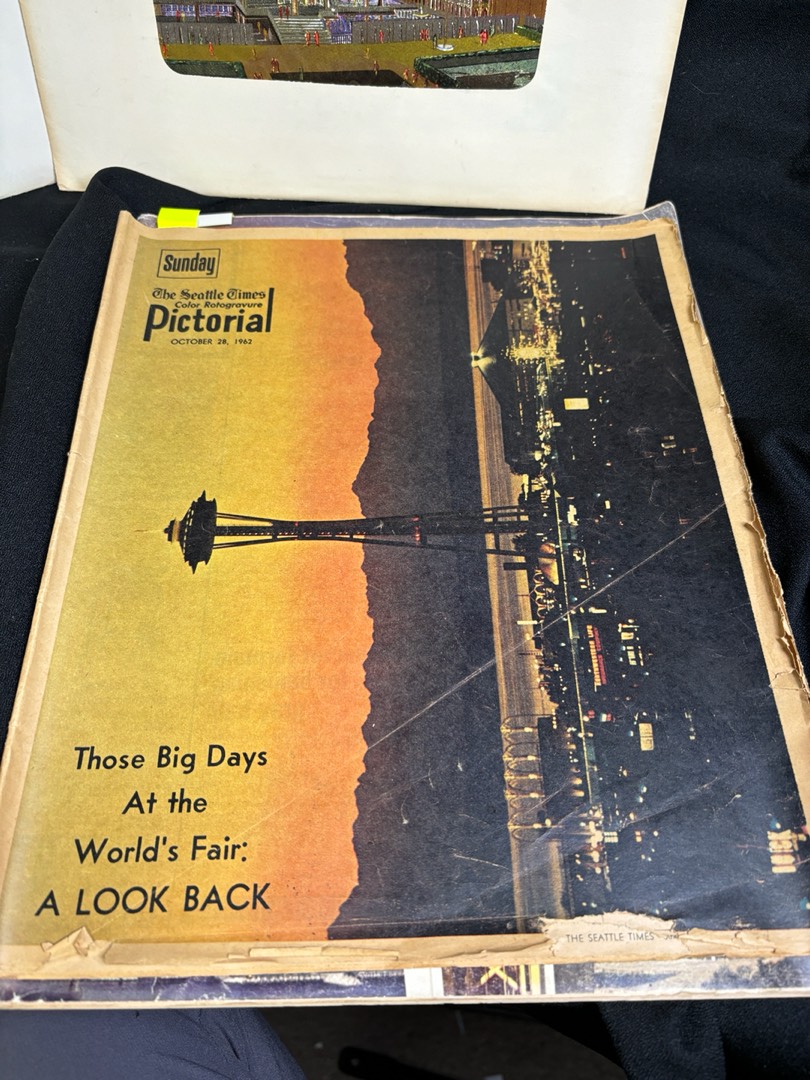 Sunday
The Seattle Times
Color Rotogravure
Pictorial
OCTOBER 28, 1962
Those Big Days
At the
World's Fair:
A LOOK BACK
THE SEATTLE TIMES